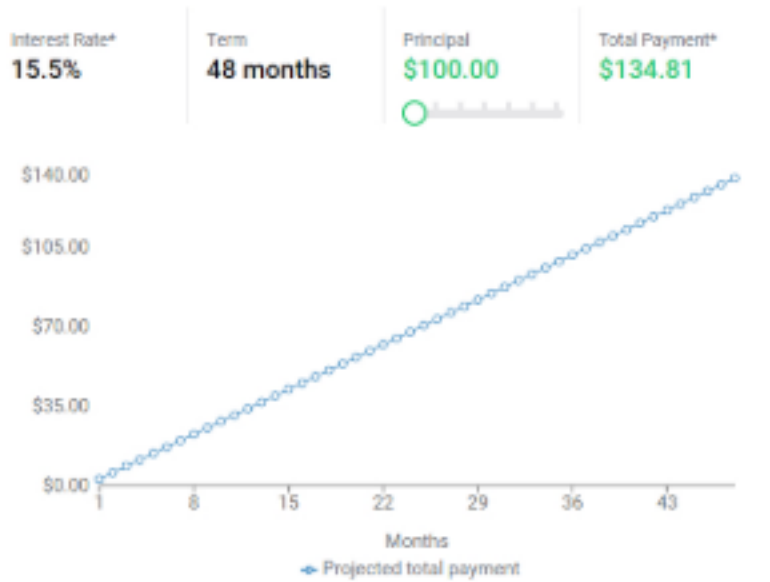 Interest Rate* Term Principal Total Payment*
15.5% 48 months $100.00 $134.81
$140.00
$105.00
$70.00
$35.00
$0.00
1 8 15 22 29 36 43
Months
Projected total payment